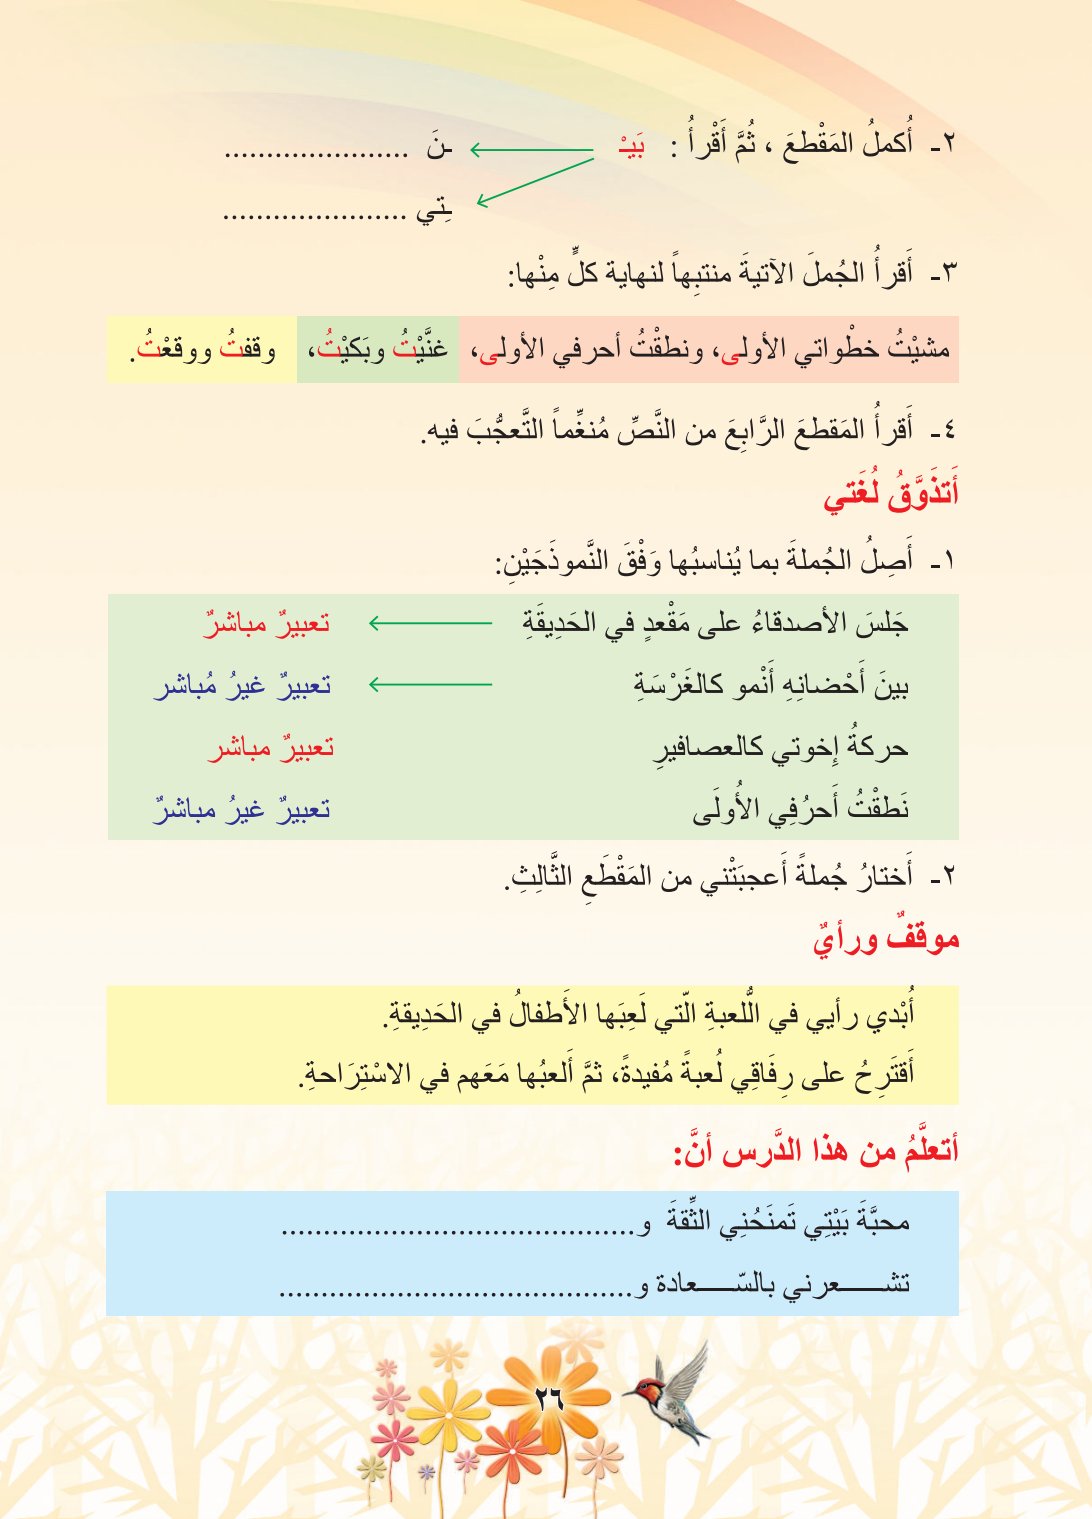 ٢- أُكملُ المَقْطعَ ، ثُمَّ أَقْرأُ : بَيْـ ـنَ ......................
ـِتِي ......................
٣- أَقرأُ الجُملَ الآتيةَ منتبِهاً لنهاية كلٍّ مِنْها:
مشيْتُ خطْواتي الأولى، ونطقْتُ أحرفي الأولى، غنَّيْتُ وبَكيْتُ، وقفتُ ووقعْتُ.
٤- أَقرأُ المَقطعَ الرَّابِعَ من النَّصِّ مُنغِّماً التَّعجُّبَ فيه.
أَتذَوَّقُ لُغَتي
١- أَصِلُ الجُملةَ بما يُناسبُها وَفْقَ النَّموذَجَيْنِ:
جَلسَ الأصدقاءُ على مَقْعدٍ في الحَدِيقَةِ تعبيرٌ مباشرٌ
بينَ أَحْضانِهِ أَنْمو كالغَرْسَةِ تعبيرٌ غيرُ مُباشر
حركةُ إخوتي كالعصافيرِ تعبيرٌ مباشر
نَطقْتُ أَحرُفِي الأُولَى تعبيرٌ غيرُ مباشرٌ
٢- أَختارُ جُملةً أَعجبَتْني من المَقْطَعِ الثَّالِثِ.
موقفٌ ورأيٌ
أُبْدي رأيي في اللُّعبةِ الّتي لَعِبَها الأَطفالُ في الحَدِيقةِ.
أَقتَرِحُ على رِفَاقِي لُعبةً مُفيدةً، ثمَّ أَلعبُها مَعَهم في الاسْتِرَاحةِ.
أتعلَّمُ من هذا الدَّرس أنَّ:
محبَّةَ بَيْتِي تَمنَحُنِي الثِّقةَ و..........................................
تشـــــعرني بالسّـــــعادة و..........................................
٢٦